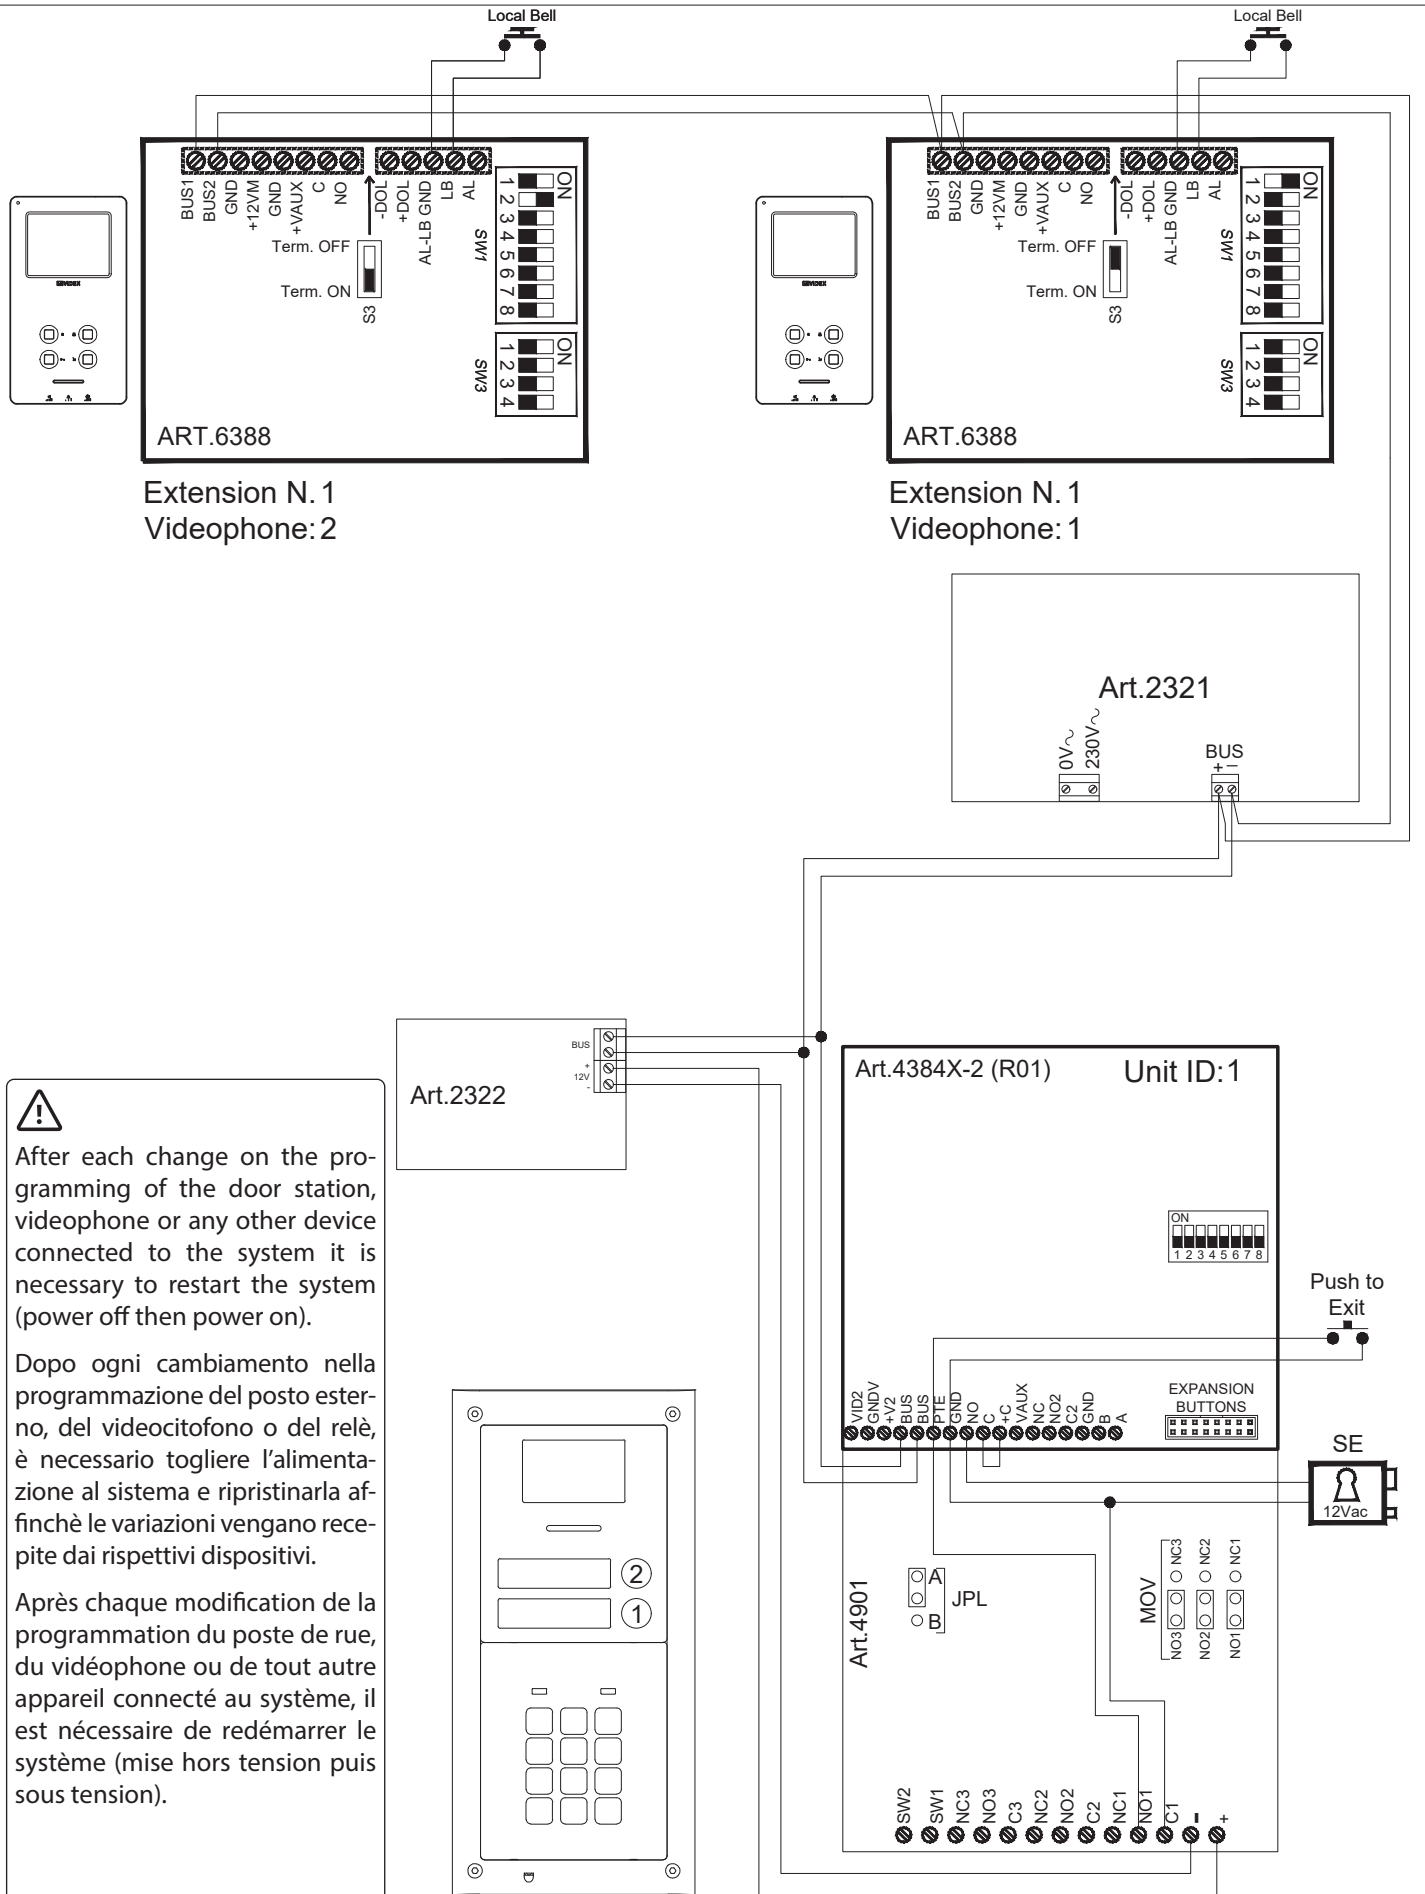 Local Bell
Local Bell
BUS1
BUS2
GND
+12VM
GND
+VAUX
C
NO
-DOL
+DOL
AL-LB GND
LB
AL
Term. OFF
Term. ON
S3
1 2 3 4 5 6 7 8
ON
SW1
1 2 3 4
ON
SW3
VIDEX
ART.6388
Extension N. 1
Videophone: 2
BUS1
BUS2
GND
+12VM
GND
+VAUX
C
NO
-DOL
+DOL
AL-LB GND
LB
AL
Term. OFF
Term. ON
S3
1 2 3 4 5 6 7 8
ON
SW1
1 2 3 4
ON
SW3
VIDEX
ART.6388
Extension N. 1
Videophone: 1
Art.2321
0V~
230V~
BUS
+ –
Art.2322
BUS
+
12V
-
Art.4384X-2 (R01)
Unit ID: 1
ON
1 2 3 4 5 6 7 8
Push to
Exit
VID2
GNDV
+V2
BUS
BUS
PTE
GND
NO
C
+C
VAUX
NC
NO2
C2
GND
B
A
EXPANSION
BUTTONS
SE
12Vac
Art.4901
A
B
JPL
MOV
NC3
NC2
NC1
NO3
NO2
NO1
SW2
SW1
NC3
NO3
C3
NC2
NO2
C2
NC1
NO1
C1
-
+
2
1
After each change on the pro-
gramming of the door station,
videophone or any other device
connected to the system it is
necessary to restart the system
(power off then power on).
Dopo ogni cambiamento nella
programmazione del posto ester-
no, del videocitofono o del relè,
è necessario togliere l’alimenta-
zione al sistema e ripristinarla af-
finchè le variazioni vengano rece-
pite dai rispettivi dispositivi.
Après chaque modification de la
programmation du poste de rue,
du vidéophone ou de tout autre
appareil connecté au système, il
est nécessaire de redémarrer le
système (mise hors tension puis
sous tension).